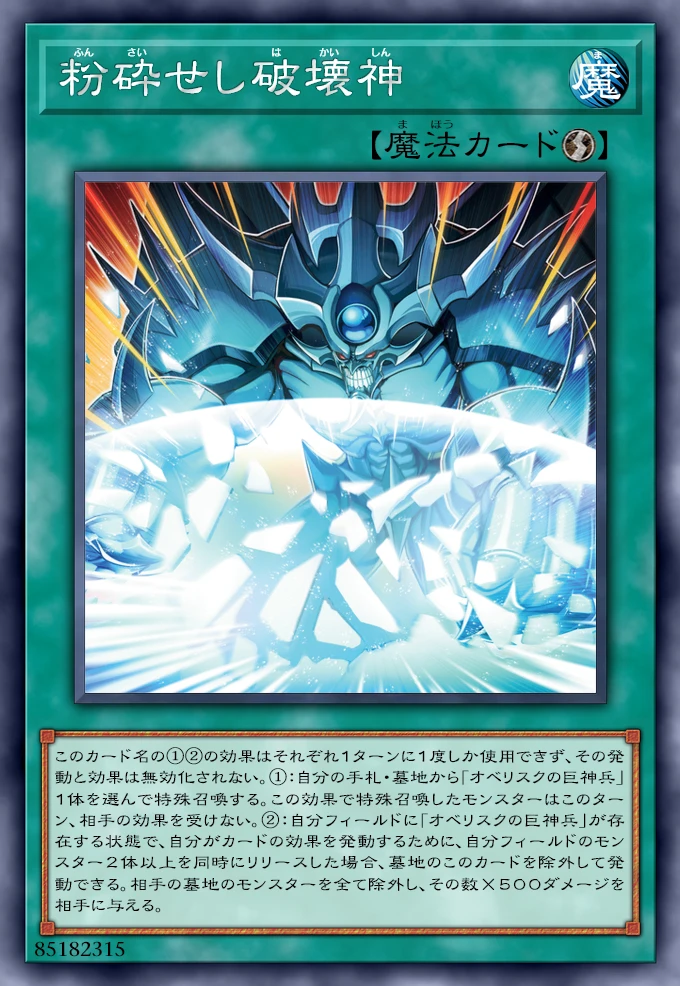 粉砕せし破壊神
ふん さい は かい しん
魔
ま
【魔法カード】
ま ほう
このカード名の①②の効果はそれぞれ1ターンに1度しか使用できず、その発
動と効果は無効化されない。①:自分の手札・墓地から「オベリスクの巨神兵」
1体を選んで特殊召喚する。この効果で特殊召喚したモンスターはこのター
ン、相手の効果を受けない。②:自分フィールドに「オベリスクの巨神兵」が存
在する状態で、自分がカードの効果を発動するために、自分フィールドのモン
スター2体以上を同時にリリースした場合、墓地のこのカードを除外して発
動できる。相手の墓地のモンスターを全て除外し、その数×500ダメージを
相手に与える。
85182315